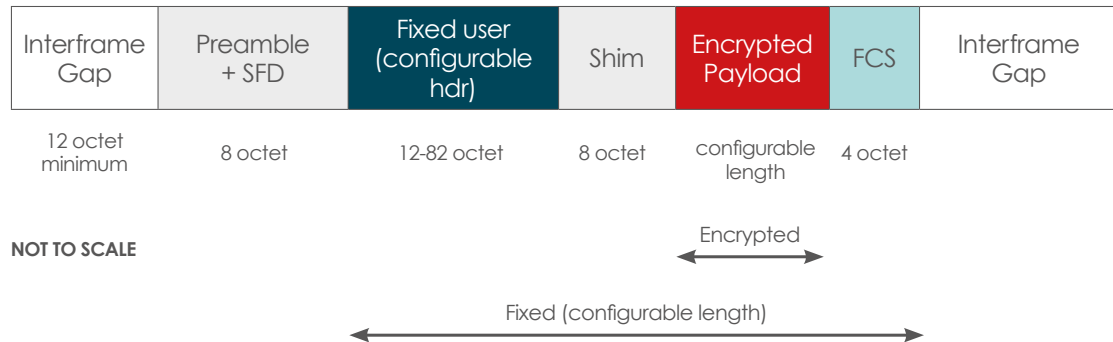 Interframe
Gap
Preamble
+ SFD
Fixed user
(configurable
hdr)
Shim
Encrypted
Payload
FCS
Interframe
Gap
12 octet
minimum
8 octet
12-82 octet
8 octet
configurable
length
4 octet
NOT TO SCALE
Encrypted
Fixed (configurable length)